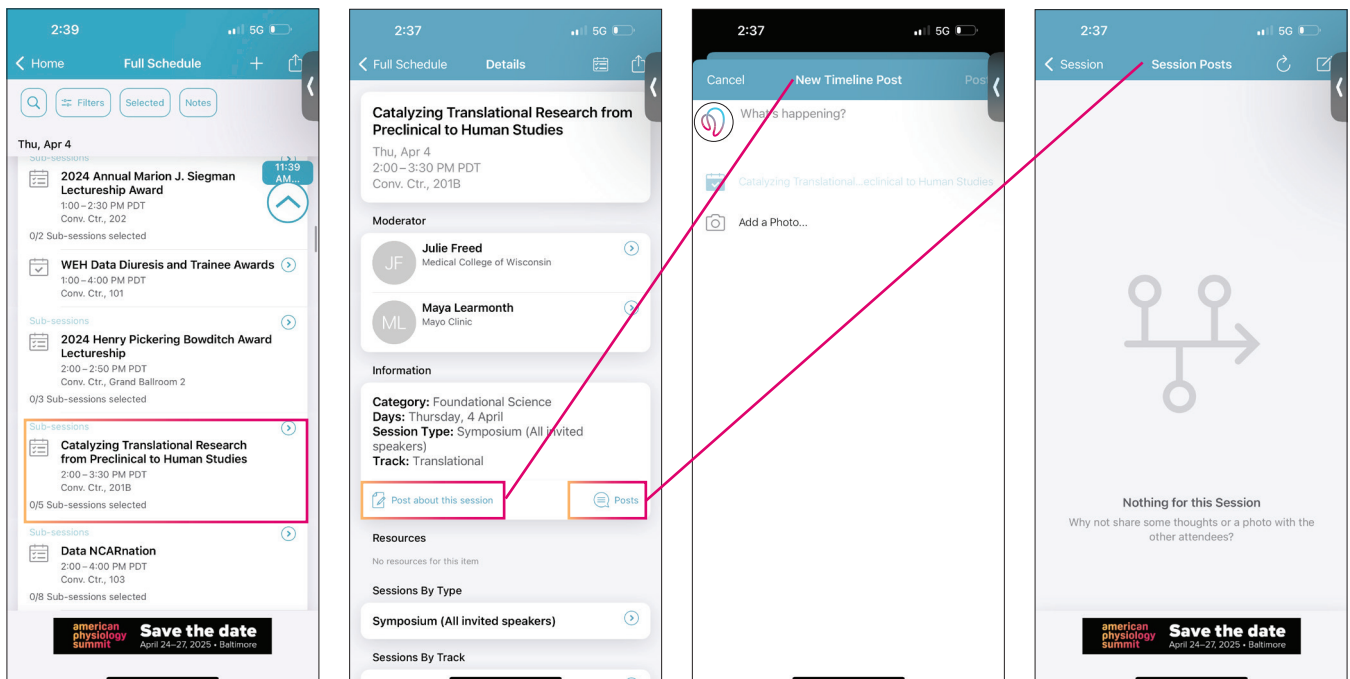 2:39
5G
Home
Full Schedule
Filters
Selected
Notes
Thu, Apr 4
Sub-sessions
11:39
AM...
2024 Annual Marion J. Siegman
Lectureship Award
1:00–2:30 PM PDT
Conv. Ctr., 202
0/2 Sub-sessions selected
WEH Data Diuresis and Trainee Awards
1:00–4:00 PM PDT
Conv. Ctr., 101
Sub-sessions
2024 Henry Pickering Bowditch Award
Lectureship
2:00–2:50 PM PDT
Conv. Ctr., Grand Ballroom 2
0/3 Sub-sessions selected
Sub-sessions
Catalyzing Translational Research
from Preclinical to Human Studies
2:00–3:30 PM PDT
Conv. Ctr., 201B
0/5 Sub-sessions selected
Sub-sessions
Data NCARnation
2:00–4:00 PM PDT
Conv. Ctr., 103
0/8 Sub-sessions selected
american
physiology
summit
Save the date
April 24–27, 2025 • Baltimore
2:37
5G
Full Schedule
Details
Catalyzing Translational Research from
Preclinical to Human Studies
Thu, Apr 4
2:00–3:30 PM PDT
Conv. Ctr., 201B
Moderator
JF
Julie Freed
Medical College of Wisconsin
ML
Maya Learmonth
Mayo Clinic
Information
Category: Foundational Science
Days: Thursday, 4 April
Session Type: Symposium (All invited
speakers)
Track: Translational
Post about this session
Posts
Resources
No resources for this item
Sessions By Type
Symposium (All invited speakers)
Sessions By Track
2:37
5G
Cancel
New Timeline Post
Pos
What's happening?
Catalyzing Translational...eclinical to Human Studies
Add a Photo...
2:37
5G
Session
Session Posts
Nothing for this Session
Why not share some thoughts or a photo with the
other attendees?
american
physiology
summit
Save the date
April 24–27, 2025 • Baltimore